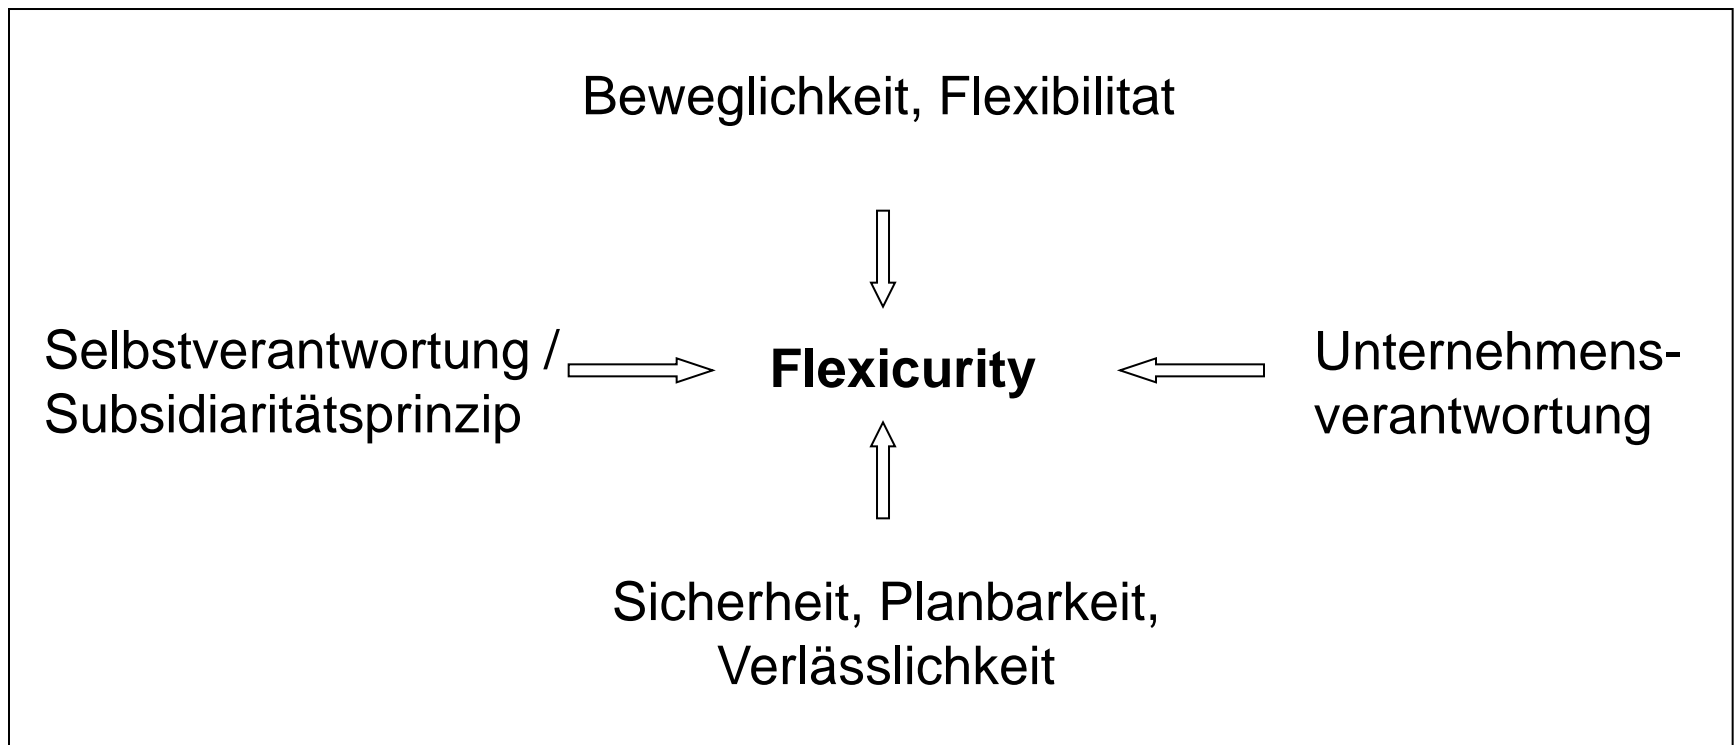 Beweglichkeit, Flexibilitat
Selbstverantwortung /
Subsidiaritätsprinzip
Flexicurity
Unternehmens-
verantwortung
Sicherheit, Planbarkeit,
Verlässlichkeit